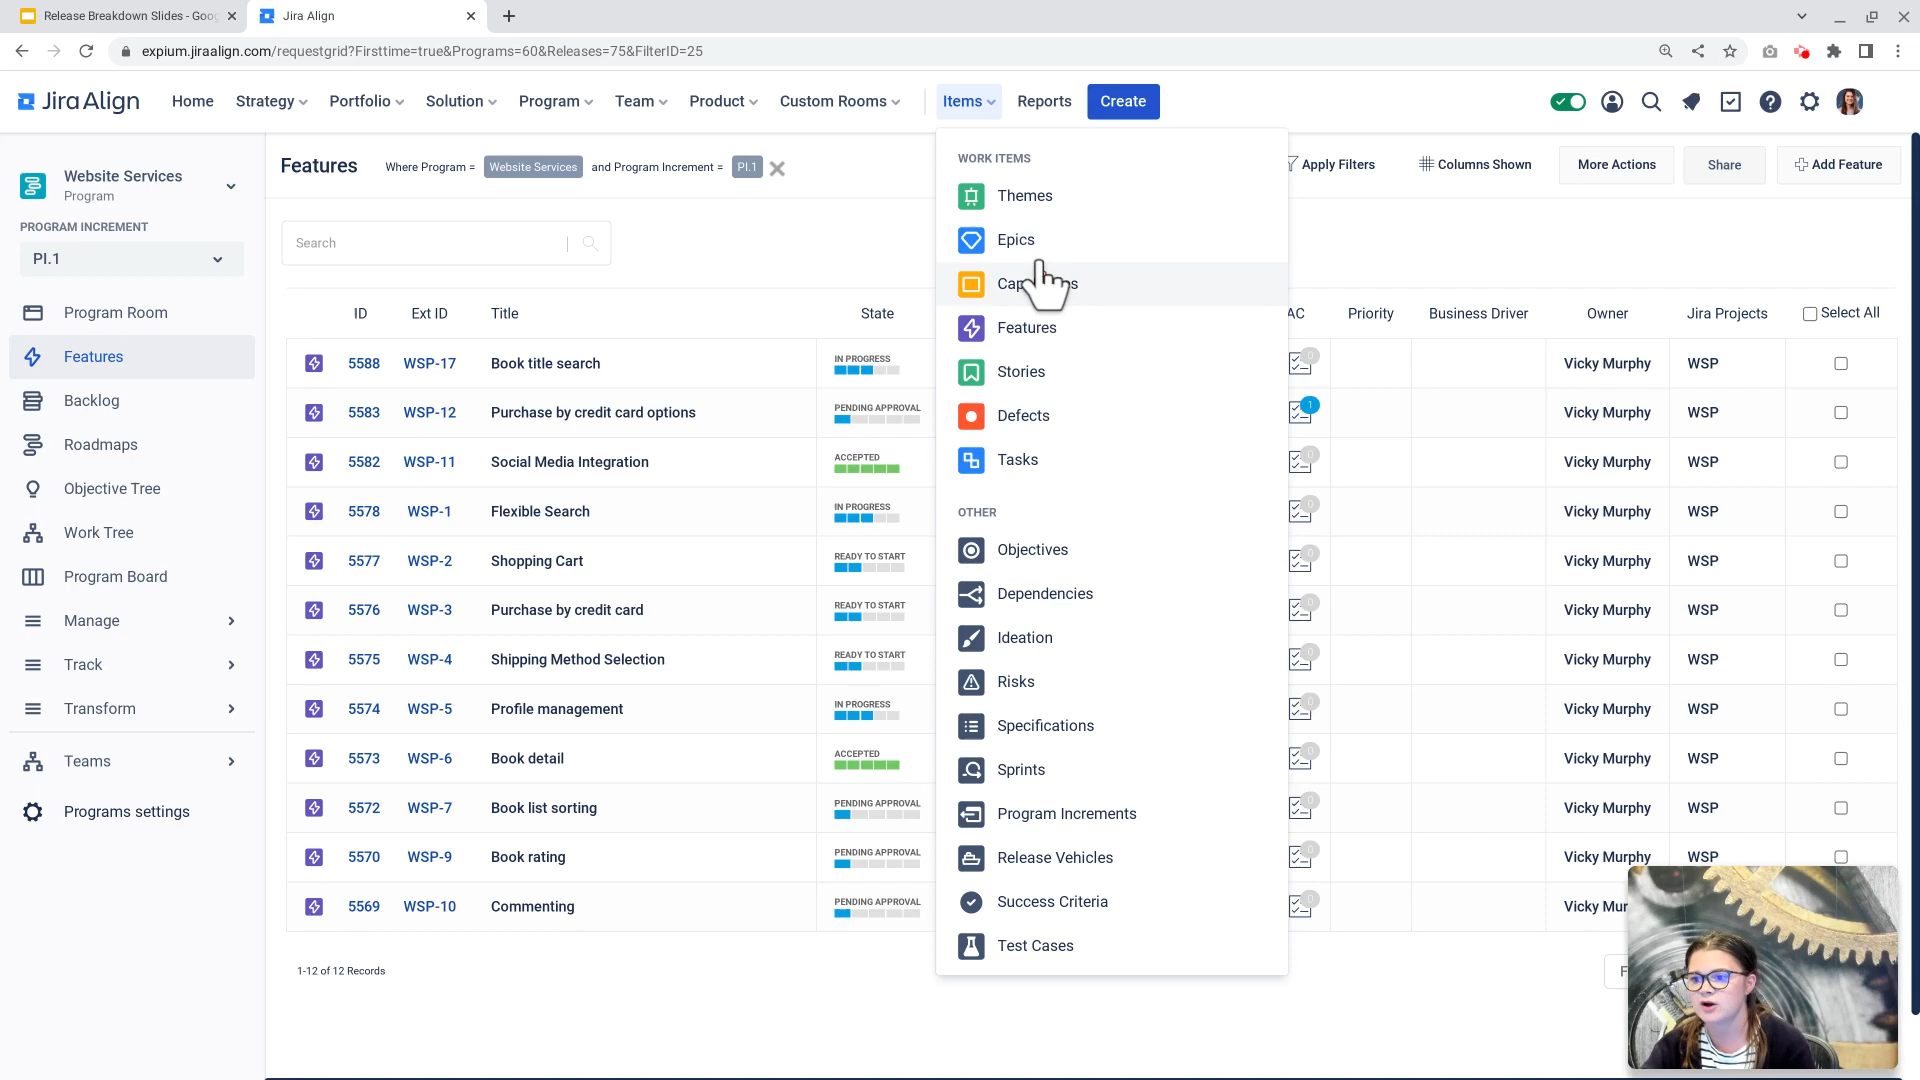 Release Breakdown Slides - Goo
Jira Align
expium.jiraalign.com/requestgrid?Firsttime=true&Programs=60&Releases=75&FilterID=25
Jira Align
Home
Strategy
Portfolio
Solution
Program
Team
Product
Custom Rooms
Items
Reports
Create
Website Services
Program
PROGRAM INCREMENT
PI.1
Program Room
Features
Backlog
Roadmaps
Objective Tree
Work Tree
Program Board
Manage
Track
Transform
Teams
Programs settings
Features
Where Program = Website Services and Program Increment = PI.1
Apply Filters
Columns Shown
More Actions
Share
Add Feature
Search
WORK ITEMS
Themes
Epics
Features
Stories
Defects
Tasks
OTHER
Objectives
Dependencies
Ideation
Risks
Specifications
Sprints
Program Increments
Release Vehicles
Success Criteria
Test Cases
ID Ext ID Title State AC Priority Business Driver Owner Jira Projects Select All
5588 WSP-17 Book title search IN PROGRESS 0 Vicky Murphy WSP
5583 WSP-12 Purchase by credit card options PENDING APPROVAL 1 Vicky Murphy WSP
5582 WSP-11 Social Media Integration ACCEPTED 0 Vicky Murphy WSP
5578 WSP-1 Flexible Search IN PROGRESS 0 Vicky Murphy WSP
5577 WSP-2 Shopping Cart READY TO START 0 Vicky Murphy WSP
5576 WSP-3 Purchase by credit card READY TO START 0 Vicky Murphy WSP
5575 WSP-4 Shipping Method Selection READY TO START 0 Vicky Murphy WSP
5574 WSP-5 Profile management IN PROGRESS 0 Vicky Murphy WSP
5573 WSP-6 Book detail ACCEPTED 0 Vicky Murphy WSP
5572 WSP-7 Book list sorting PENDING APPROVAL 0 Vicky Murphy WSP
5570 WSP-9 Book rating PENDING APPROVAL 0 Vicky Murphy WSP
5569 WSP-10 Commenting PENDING APPROVAL 0 Vicky Mur
1-12 of 12 Records